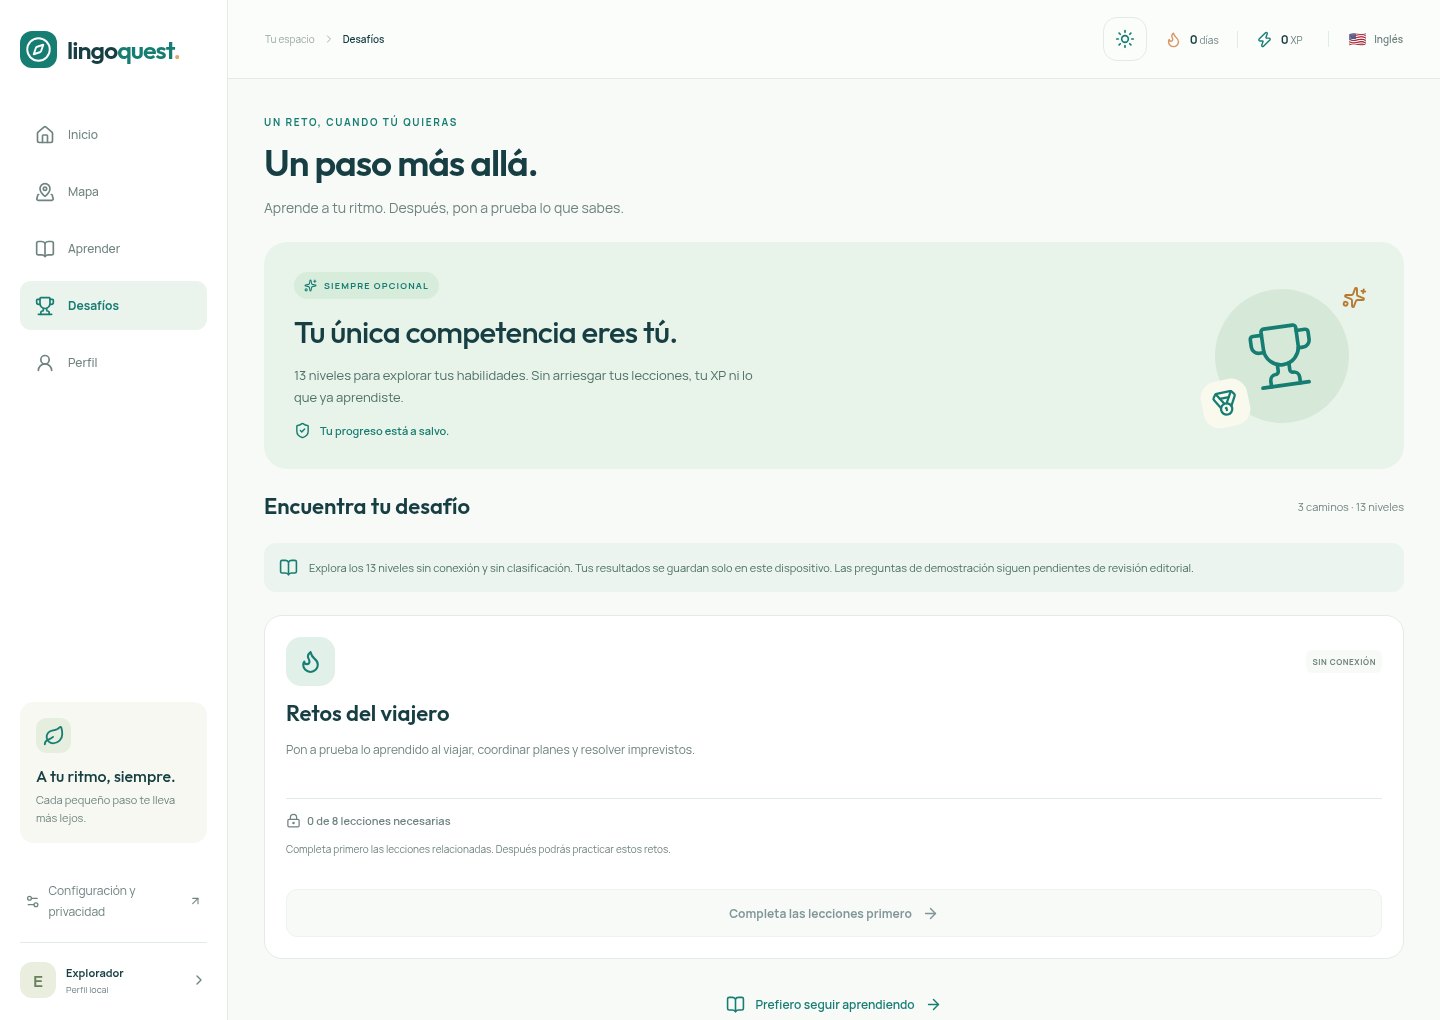 lingoquest.
Inicio
Mapa
Aprender
Desafíos
Perfil
A tu ritmo, siempre.
Cada pequeño paso te lleva
más lejos.
Configuración y
privacidad
E
Explorador
Perfil local
Tu espacio
Desafíos
0 días
0 XP
Inglés
UN RETO, CUANDO TÚ QUIERAS
Un paso más allá.
Aprende a tu ritmo. Después, pon a prueba lo que sabes.
SIEMPRE OPCIONAL
Tu única competencia eres tú.
13 niveles para explorar tus habilidades. Sin arriesgar tus lecciones, tu XP ni lo
que ya aprendiste.
Tu progreso está a salvo.
Encuentra tu desafío
3 caminos · 13 niveles
Explora los 13 niveles sin conexión y sin clasificación. Tus resultados se guardan solo en este dispositivo. Las preguntas de demostración siguen pendientes de revisión editorial.
SIN CONEXIÓN
Retos del viajero
Pon a prueba lo aprendido al viajar, coordinar planes y resolver imprevistos.
0 de 8 lecciones necesarias
Completa primero las lecciones relacionadas. Después podrás practicar estos retos.
Completa las lecciones primero
Prefiero seguir aprendiendo